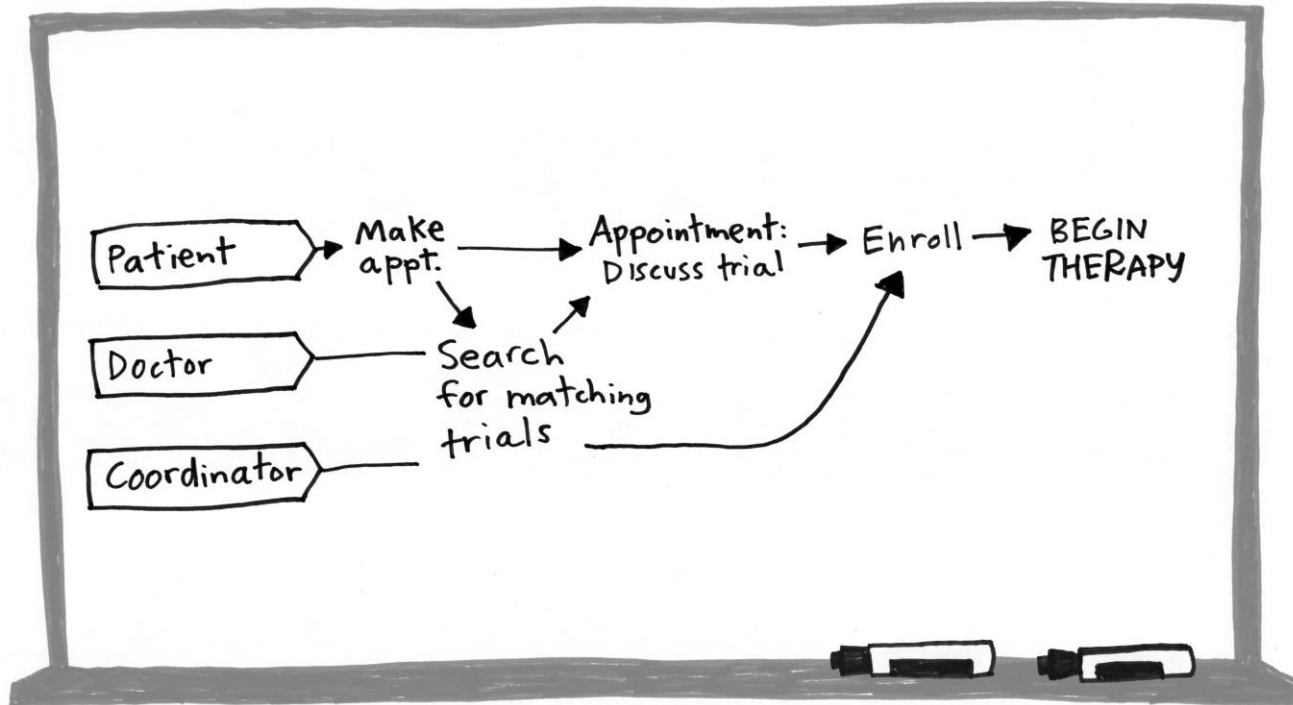 Patient
Make
appt.
Appointment:
Discuss trial
Enroll
BEGIN
THERAPY
Doctor
Search
for matching
trials
Coordinator